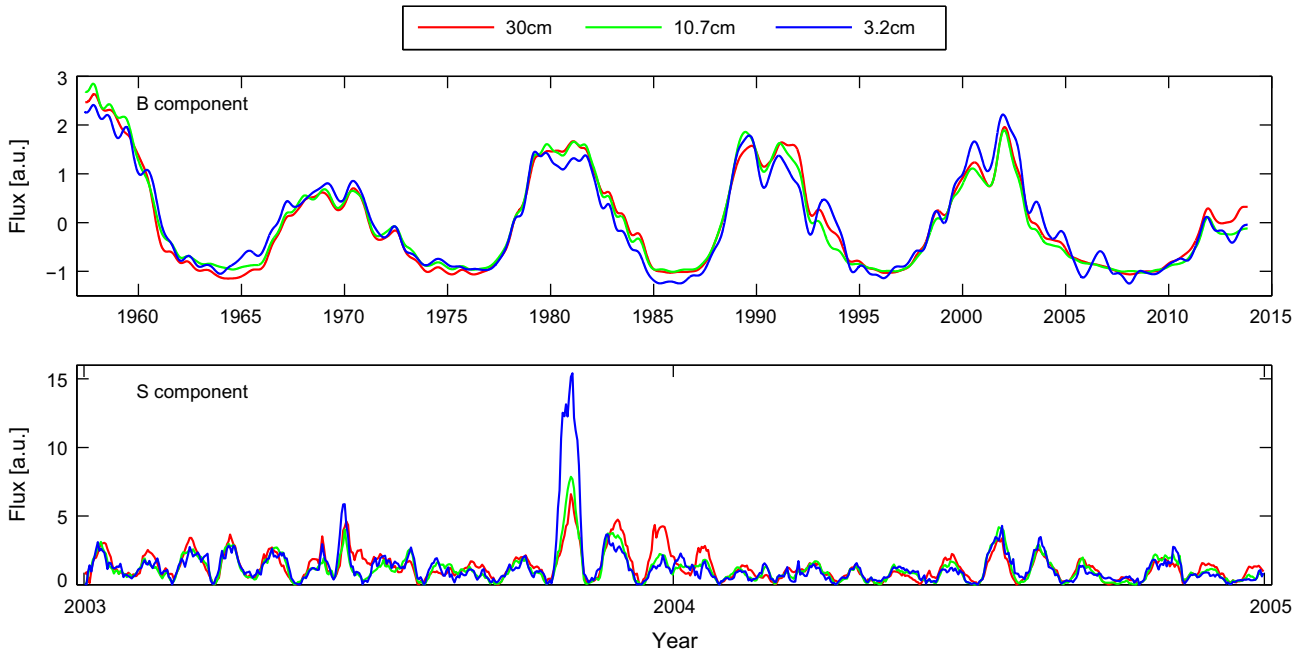 30cm 10.7cm 3.2cm
B component
Flux [a.u.]
3
2
1
0
−1
1960 1965 1970 1975 1980 1985 1990 1995 2000 2005 2010 2015
S component
Flux [a.u.]
15
10
5
0
2003 2004 2005
Year